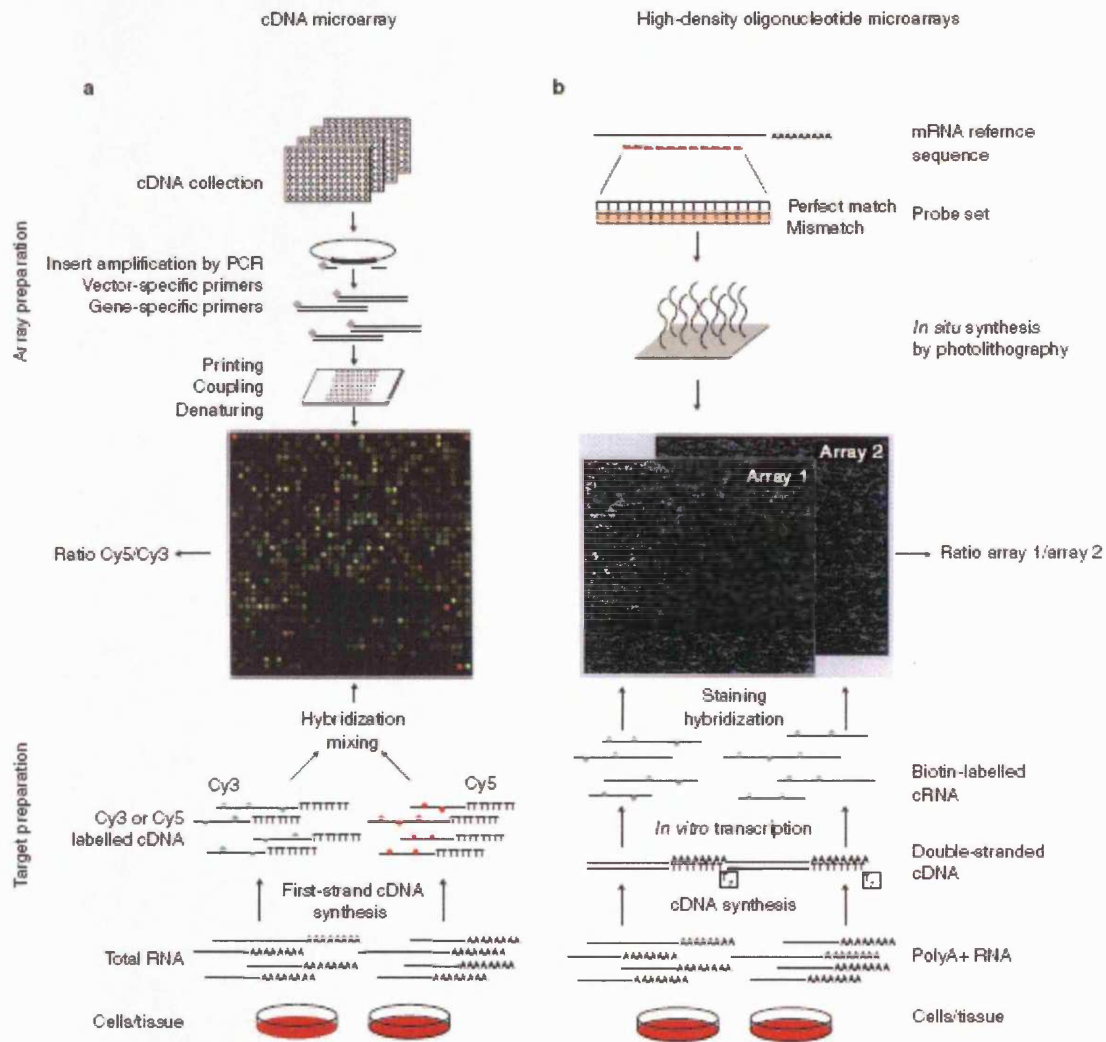 cDNA microarray
High-density oligonucleotide microarrays
a
b
Array preparation
cDNA collection
Insert amplification by PCR
Vector-specific primers
Gene-specific primers
Printing
Coupling
Denaturing
AAAAAAAA
mRNA refernce
sequence
Perfect match
Mismatch
Probe set
In situ synthesis
by photolithography
Ratio Cy5/Cy3
Array 1
Array 2
Ratio array 1/array 2
Target preparation
Hybridization
mixing
Cy3
Cy5
Cy3 or Cy5
labelled cDNA
First-strand cDNA
synthesis
Total RNA
Cells/tissue
Staining
hybridization
Biotin-labelled
cRNA
In vitro transcription
Double-stranded
cDNA
cDNA synthesis
PolyA+ RNA
Cells/tissue